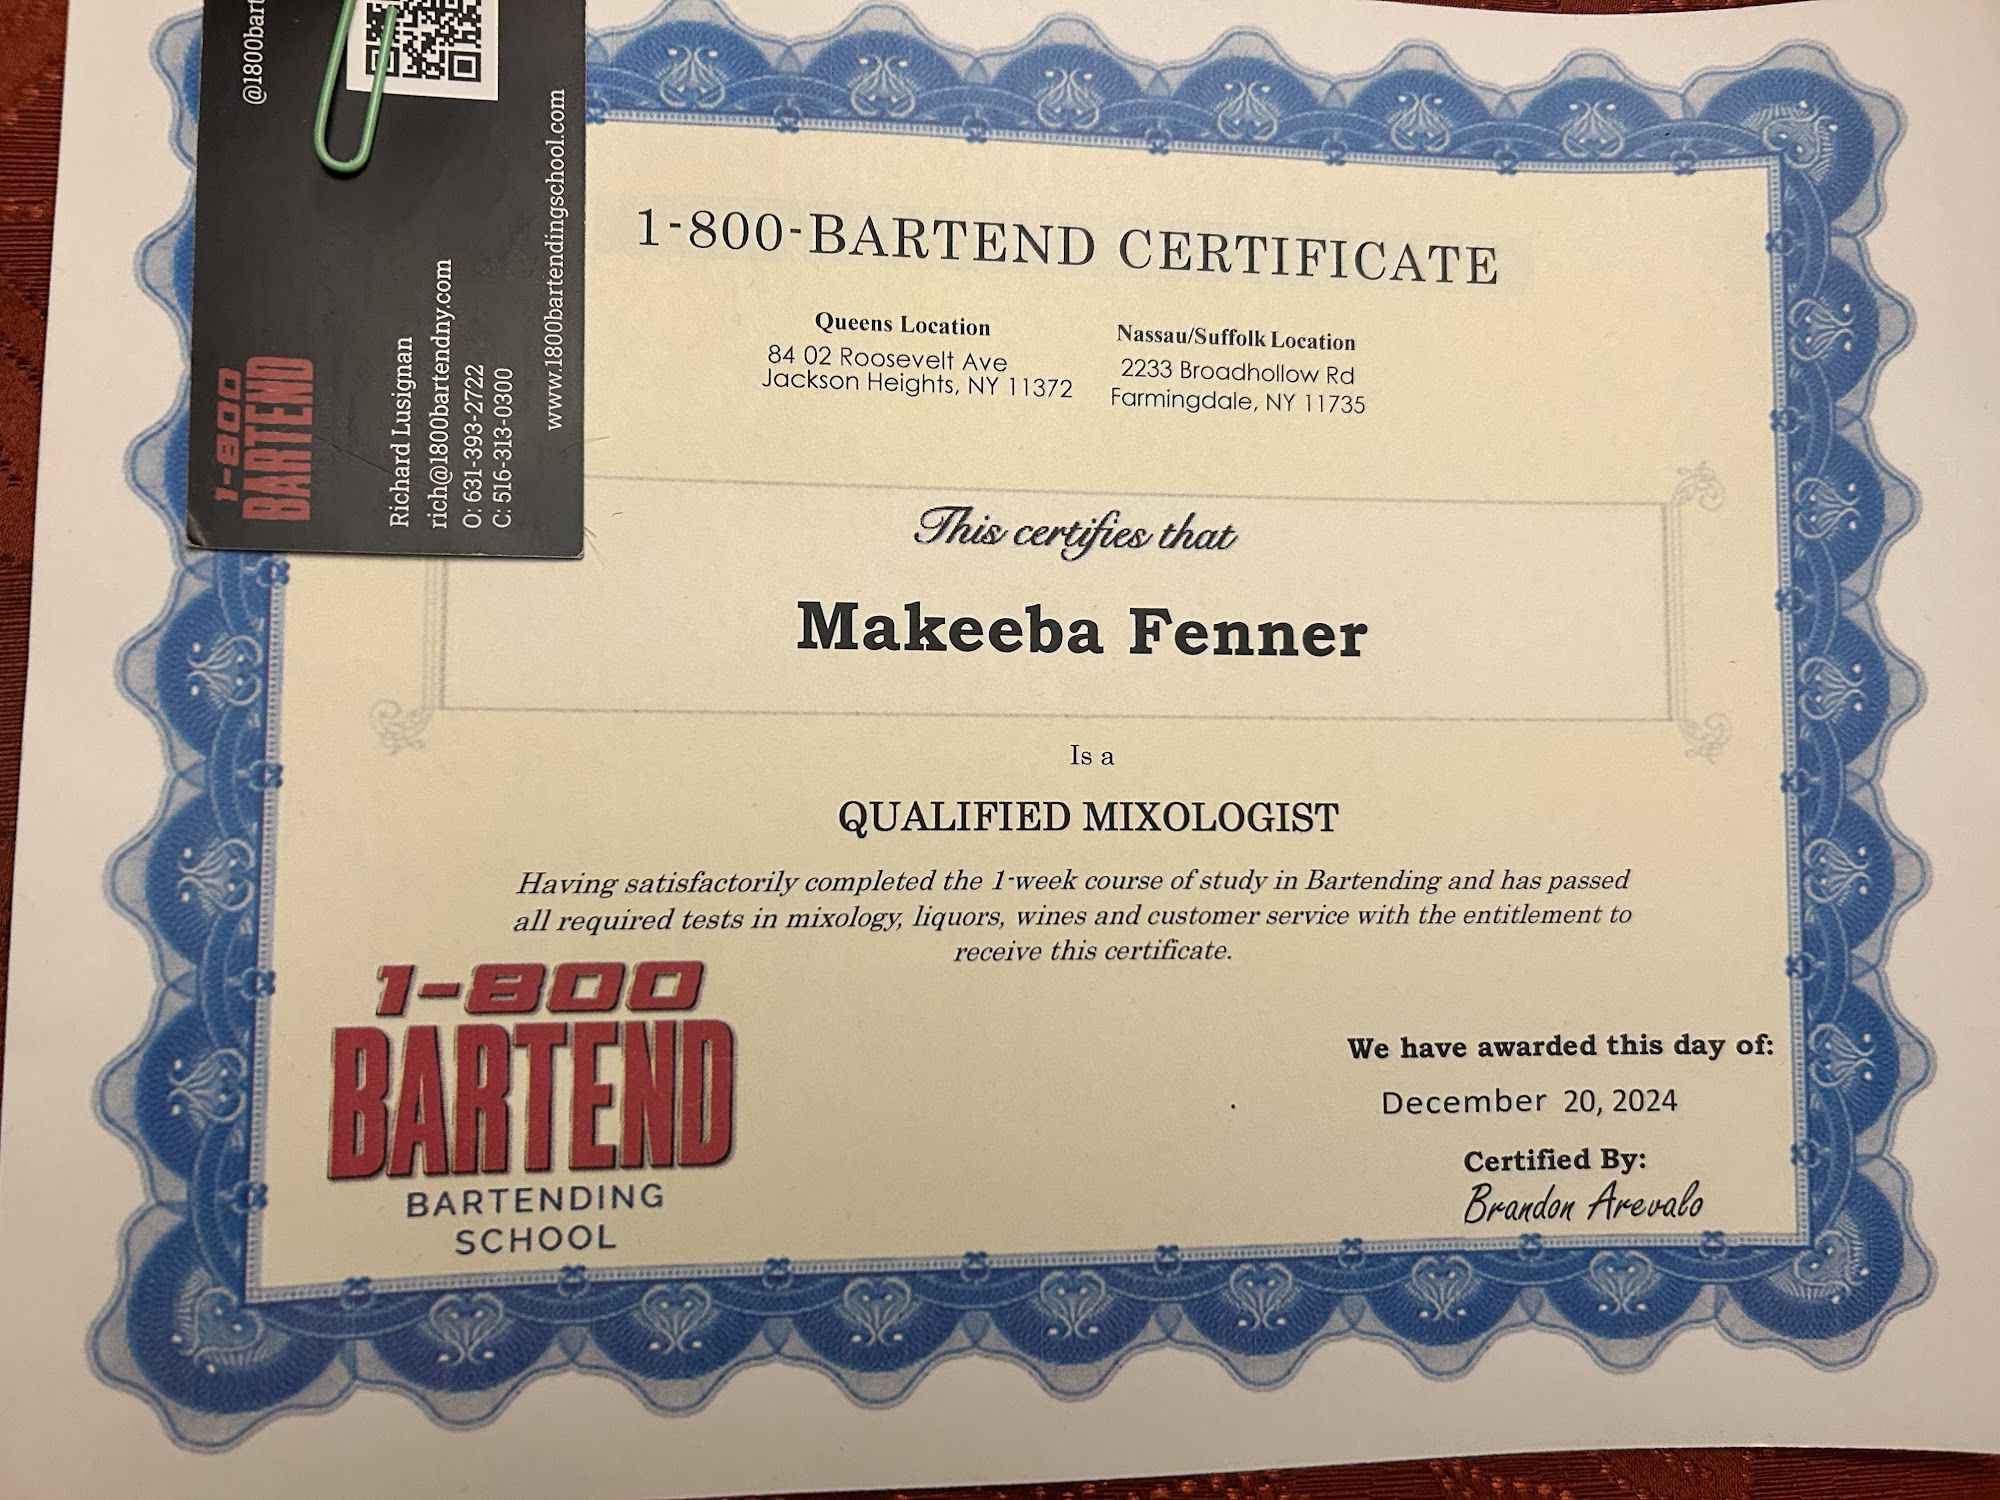 @1800bart
1-800
BARTEND
Richard Lusignan
rich@1800bartendny.com
O: 631-393-2722
C: 516-313-0300
www.1800bartendingschool.com
1-800-BARTEND CERTIFICATE
Queens Location
84 02 Roosevelt Ave
Jackson Heights, NY 11372
Nassau/Suffolk Location
2233 Broadhollow Rd
Farmingdale, NY 11735
This certifies that
Makeeba Fenner
Is a
QUALIFIED MIXOLOGIST
Having satisfactorily completed the 1-week course of study in Bartending and has passed
all required tests in mixology, liquors, wines and customer service with the entitlement to
receive this certificate.
1-800
BARTEND
BARTENDING
SCHOOL
We have awarded this day of:
December 20, 2024
Certified By:
Brandon Arevalo